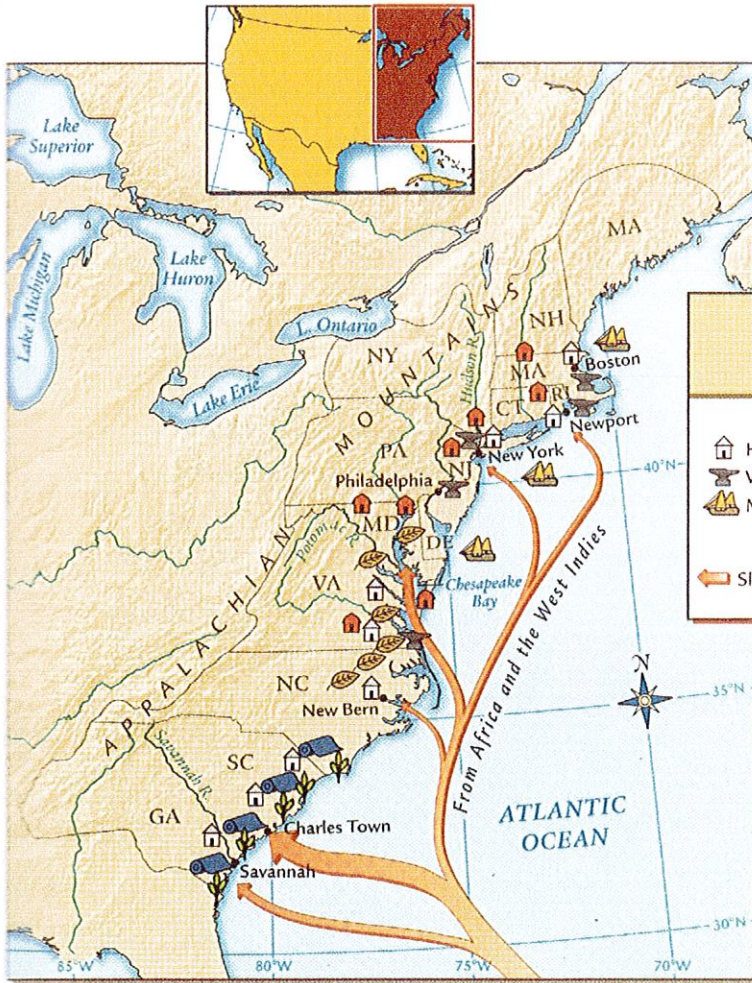 Lake
Superior
Lake
Michigan
Lake
Huron
L. Ontario
Lake Erie
MA
NH
NY
Hudson R.
MA
Boston
CT
RI
Newport
PA
New York
NJ
Philadelphia
40°N
MD
DE
Potomac R.
VA
Chesapeake
Bay
APPALACHIAN MOUNTAINS
From Africa and the West Indies
H
V
M
Sl
N
NC
New Bern
35°N
Savannah R.
SC
GA
Charles Town
Savannah
ATLANTIC
OCEAN
30°N
85°W
80°W
75°W
70°W